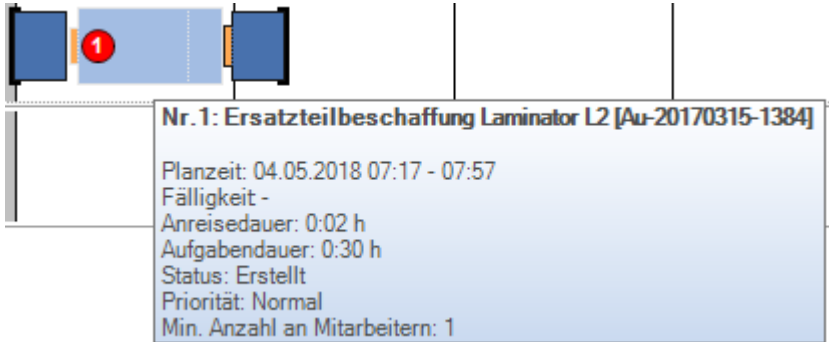 1
Nr.1: Ersatzteilbeschaffung Laminator L2 [Au-20170315-1384]
Planzeit: 04.05.2018 07:17 - 07:57
Fälligkeit -
Anreisedauer: 0:02 h
Aufgabendauer: 0:30 h
Status: Erstellt
Priorität: Normal
Min. Anzahl an Mitarbeitern: 1